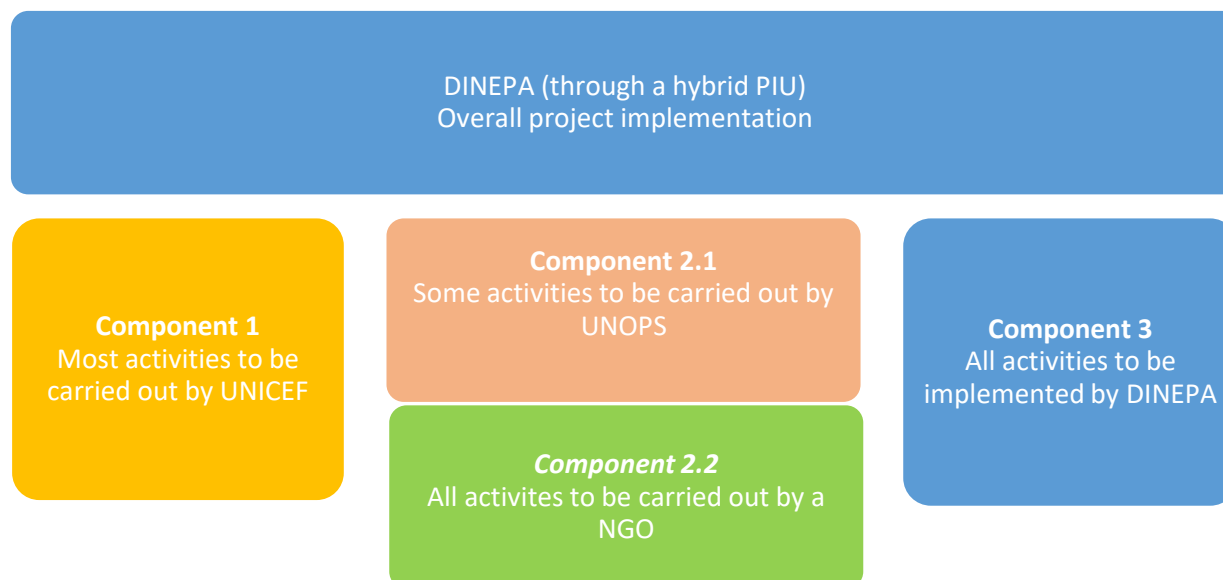 DINEPA (through a hybrid PIU)
Overall project implementation
Component 1
Most activities to be
carried out by UNICEF
Component 2.1
Some activities to be carried out by
UNOPS
Component 2.2
All activites to be carried out by a
NGO
Component 3
All activities to be
implemented by DINEPA